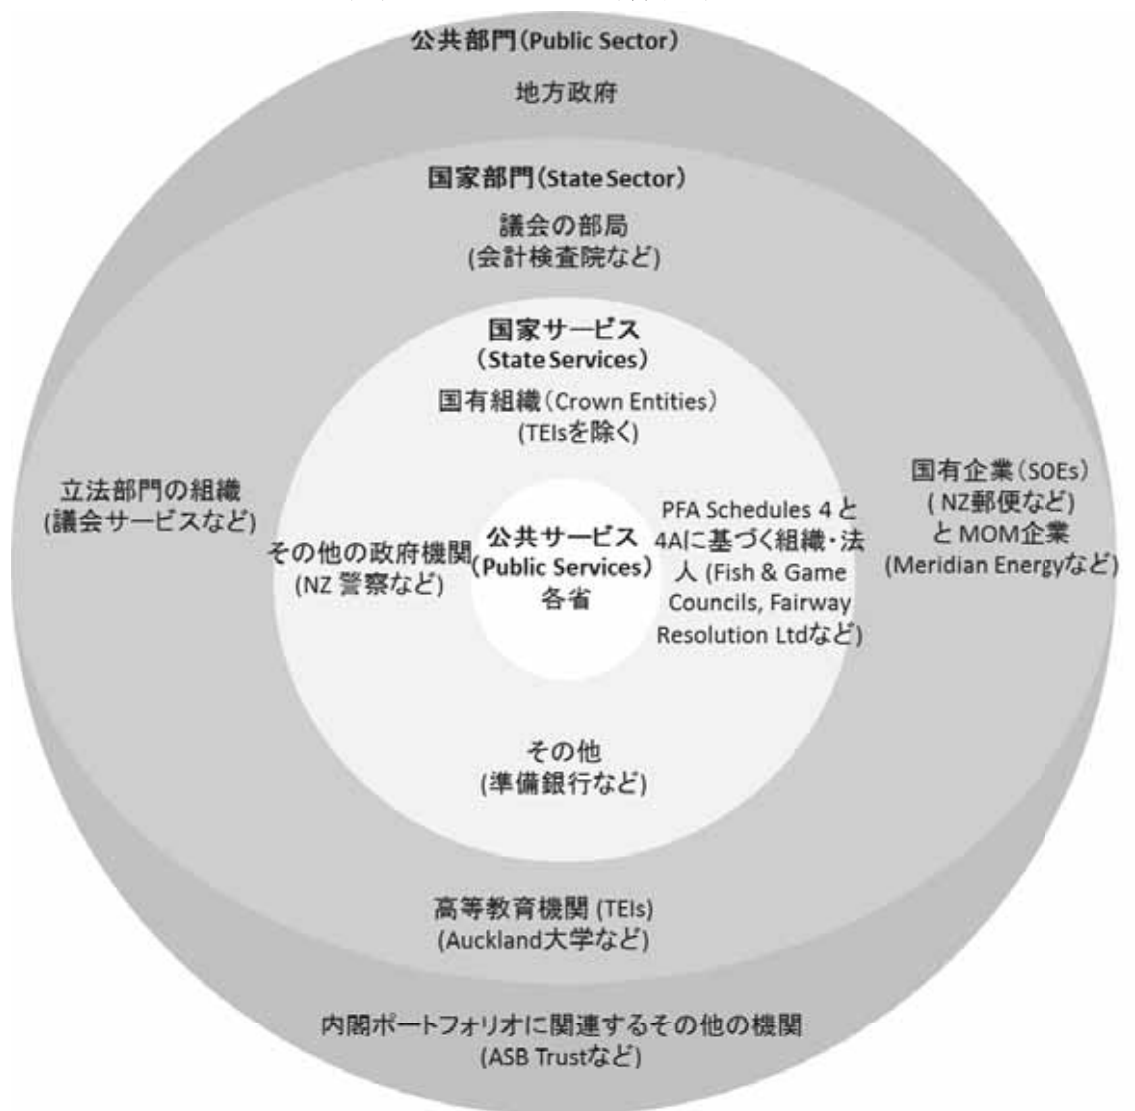 公共部門(Public Sector)
地方政府
国家部門(State Sector)
議会の部局
(会計検査院など)
国家サービス
(State Services)
国有組織(Crown Entities)
(TEIsを除く)
立法部門の組織
(議会サービスなど)
その他の政府機関
(NZ 警察など)
公共サービス
(Public Services)
各省
PFA Schedules 4 と
4Aに基づく組織・法
人 (Fish & Game
Councils, Fairway
Resolution Ltdなど)
国有企業(SOEs)
( NZ郵便など)
と MOM企業
(Meridian Energyなど)
その他
(準備銀行など)
高等教育機関 (TEIs)
(Auckland大学など)
内閣ポートフォリオに関連するその他の機関
(ASB Trustなど)